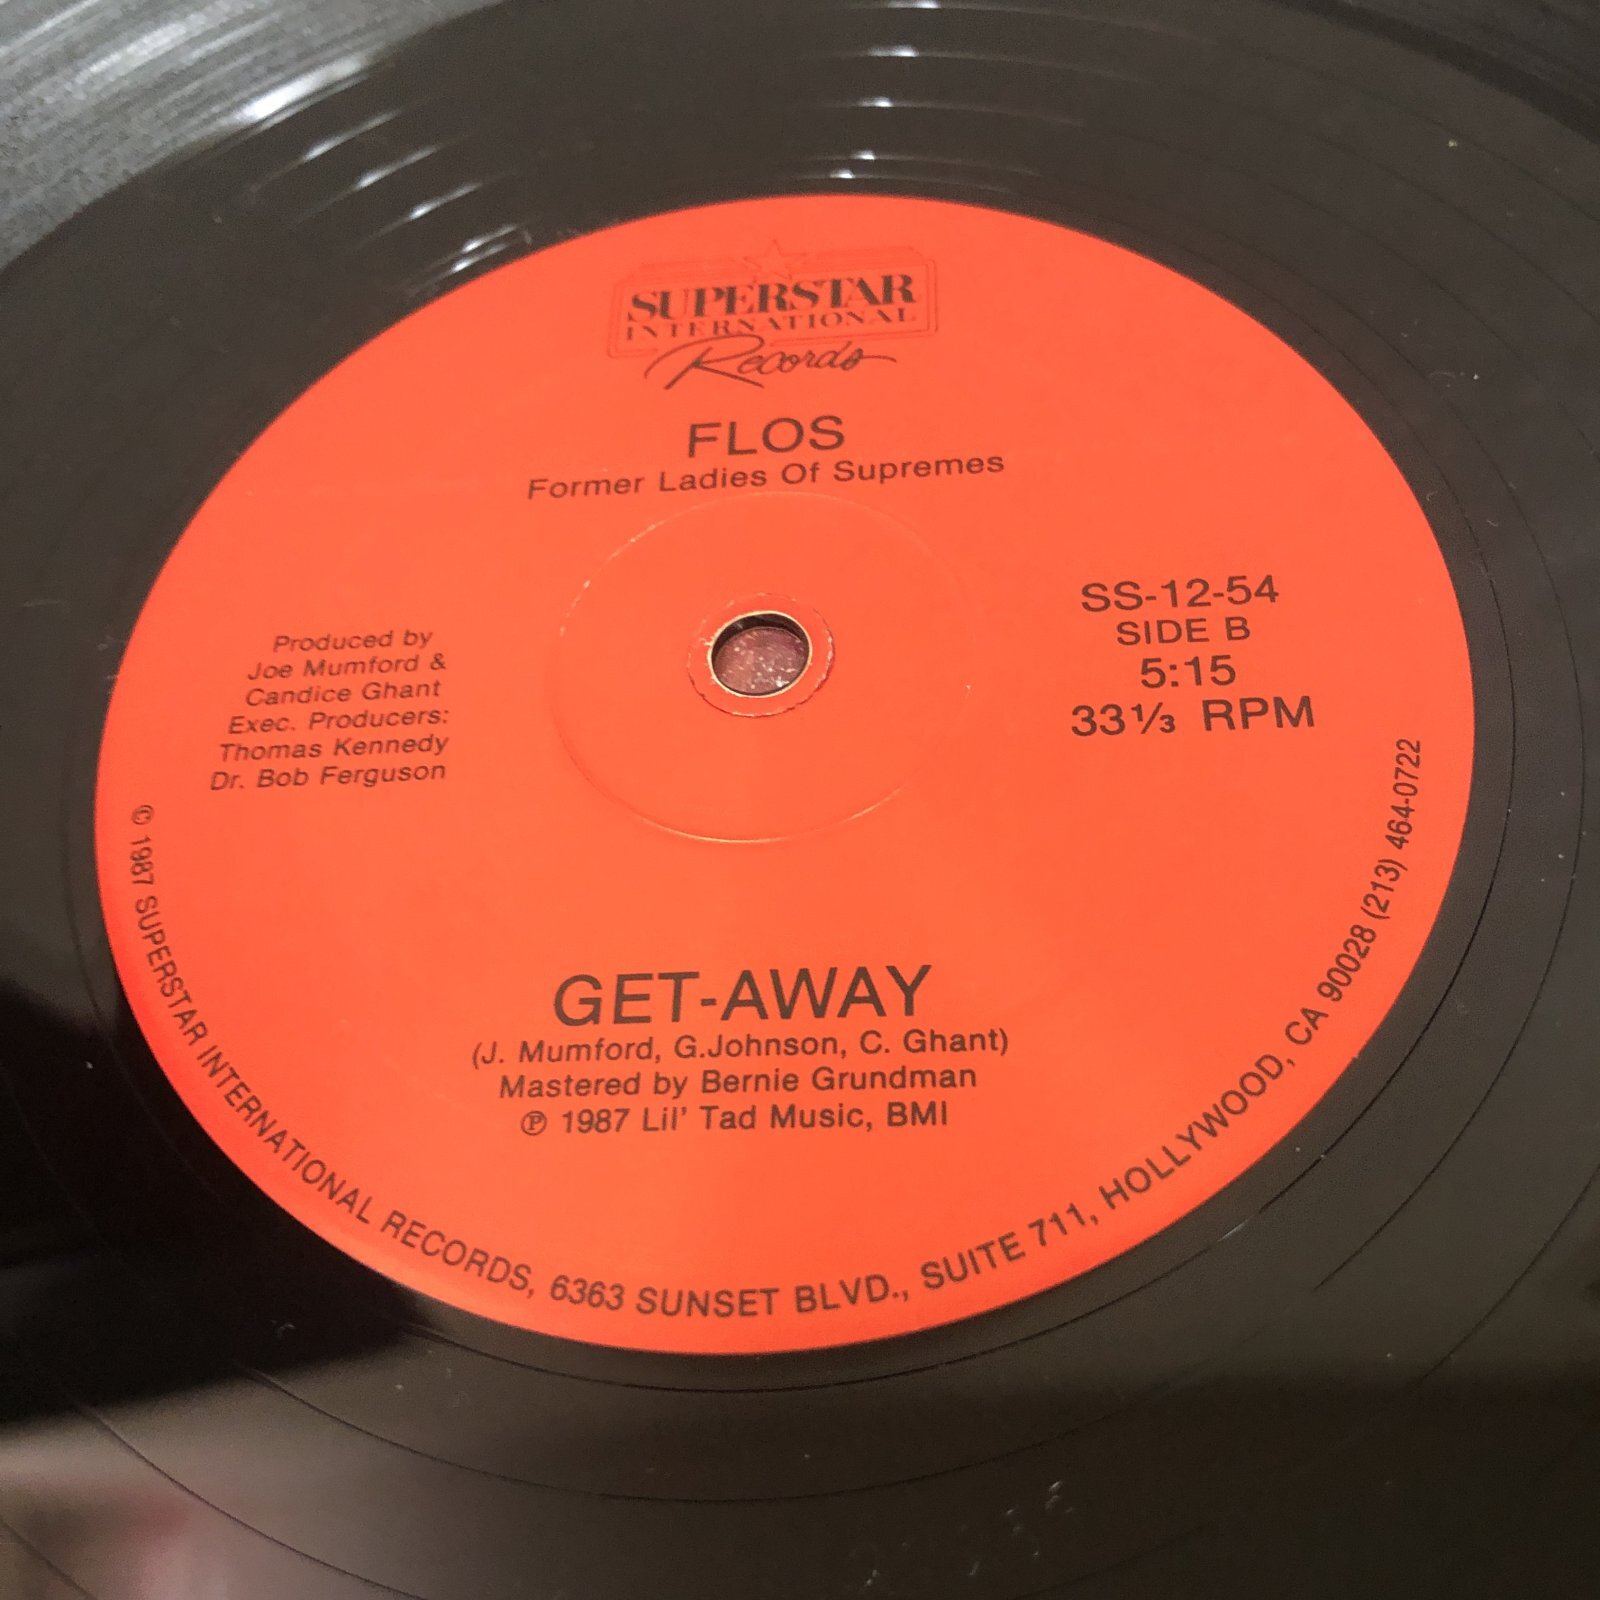 SUPERSTAR
INTERNATIONAL
Records
FLOS
Former Ladies Of Supremes
Produced by
Joe Mumford &
Candice Ghant
Exec. Producers:
Thomas Kennedy
Dr. Bob Ferguson
SS-12-54
SIDE B
5:15
33⅓ RPM
GET-AWAY
(J. Mumford, G.Johnson, C. Ghant)
Mastered by Bernie Grundman
℗ 1987 Lil' Tad Music, BMI
© 1987 SUPERSTAR INTERNATIONAL RECORDS, 6363 SUNSET BLVD., SUITE 711, HOLLYWOOD, CA 90028 (213) 464-0722